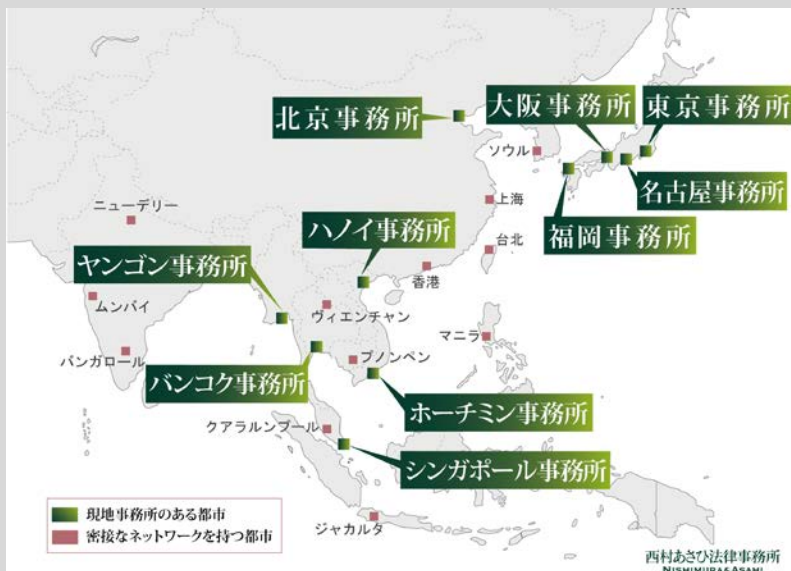 北京事務所
大阪事務所
東京事務所
ソウル
名古屋事務所
福岡事務所
上海
台北
香港
ニューデリー
ハノイ事務所
ヤンゴン事務所
ムンバイ
ヴィエンチャン
マニラ
バンガロール
プノンペン
バンコク事務所
ホーチミン事務所
クアラルンプール
シンガポール事務所
ジャカルタ
現地事務所のある都市
密接なネットワークを持つ都市
西村あさひ法律事務所
NISHIMURA & ASAHI